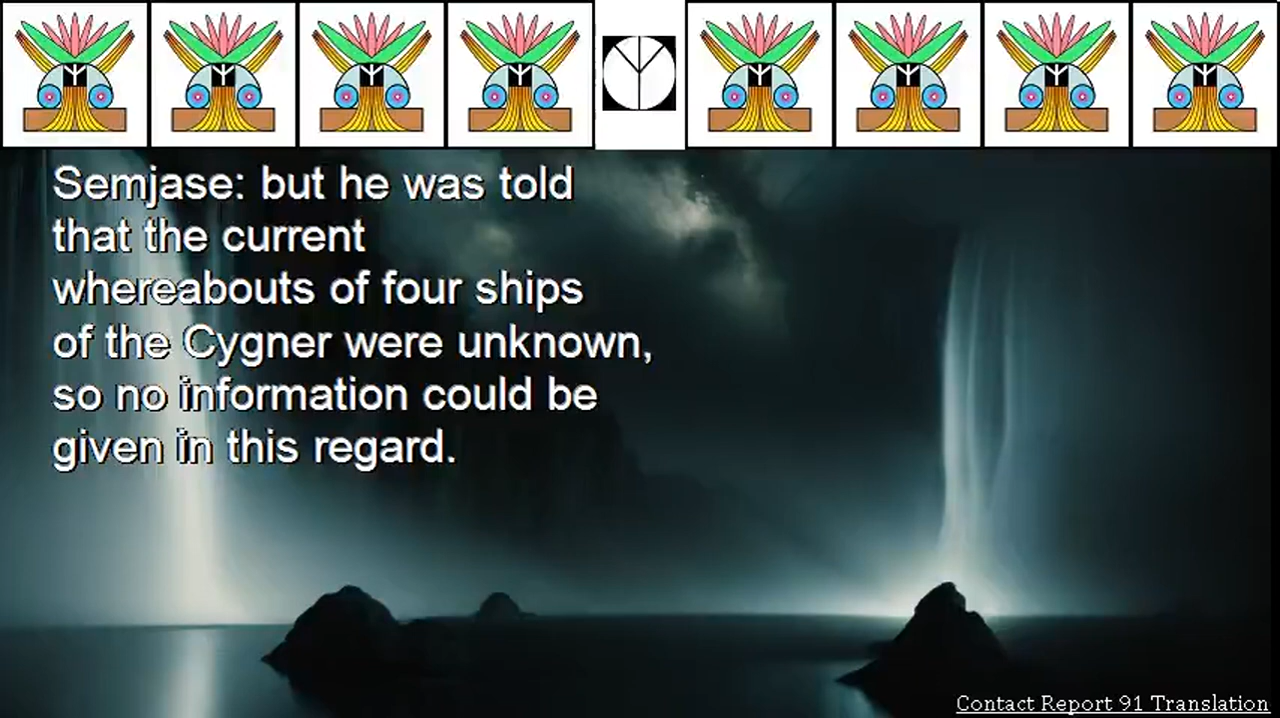 Semjase: but he was told
that the current
whereabouts of four ships
of the Cygner were unknown,
so no information could be
given in this regard.
Contact Report 91 Translation